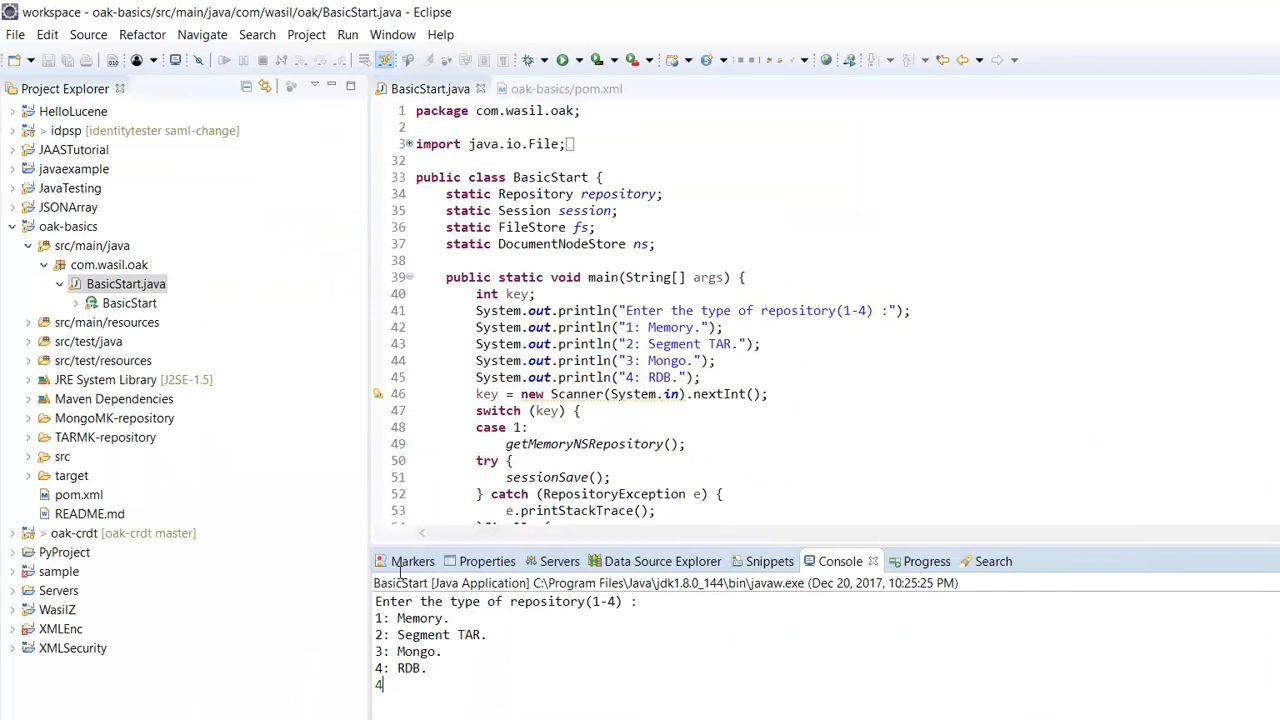 workspace - oak-basics/src/main/java/com/wasil/oak/BasicStart.java - Eclipse
File Edit Source Refactor Navigate Search Project Run Window Help
Project Explorer
HelloLucene
> idpsp [identitytester saml-change]
JAASTutorial
javaexample
JavaTesting
JSONArray
oak-basics
src/main/java
com.wasil.oak
BasicStart.java
BasicStart
src/main/resources
src/test/java
src/test/resources
JRE System Library [J2SE-1.5]
Maven Dependencies
MongoMK-repository
TARMK-repository
src
target
pom.xml
README.md
> oak-crdt [oak-crdt master]
PyProject
sample
Servers
WasilZ
XMLEnc
XMLSecurity
BasicStart.java oak-basics/pom.xml
1 package com.wasil.oak;
2
3 import java.io.File;
32
33 public class BasicStart {
34 static Repository repository;
35 static Session session;
36 static FileStore fs;
37 static DocumentNodeStore ns;
38
39 public static void main(String[] args) {
40 int key;
41 System.out.println("Enter the type of repository(1-4) :");
42 System.out.println("1: Memory.");
43 System.out.println("2: Segment TAR.");
44 System.out.println("3: Mongo.");
45 System.out.println("4: RDB.");
46 key = new Scanner(System.in).nextInt();
47 switch (key) {
48 case 1:
49 getMemoryNSRepository();
50 try {
51 sessionSave();
52 } catch (RepositoryException e) {
53 e.printStackTrace();
Markers Properties Servers Data Source Explorer Snippets Console Progress Search
BasicStart [Java Application] C:\Program Files\Java\jdk1.8.0_144\bin\javaw.exe (Dec 20, 2017, 10:25:25 PM)
Enter the type of repository(1-4) :
1: Memory.
2: Segment TAR.
3: Mongo.
4: RDB.
4